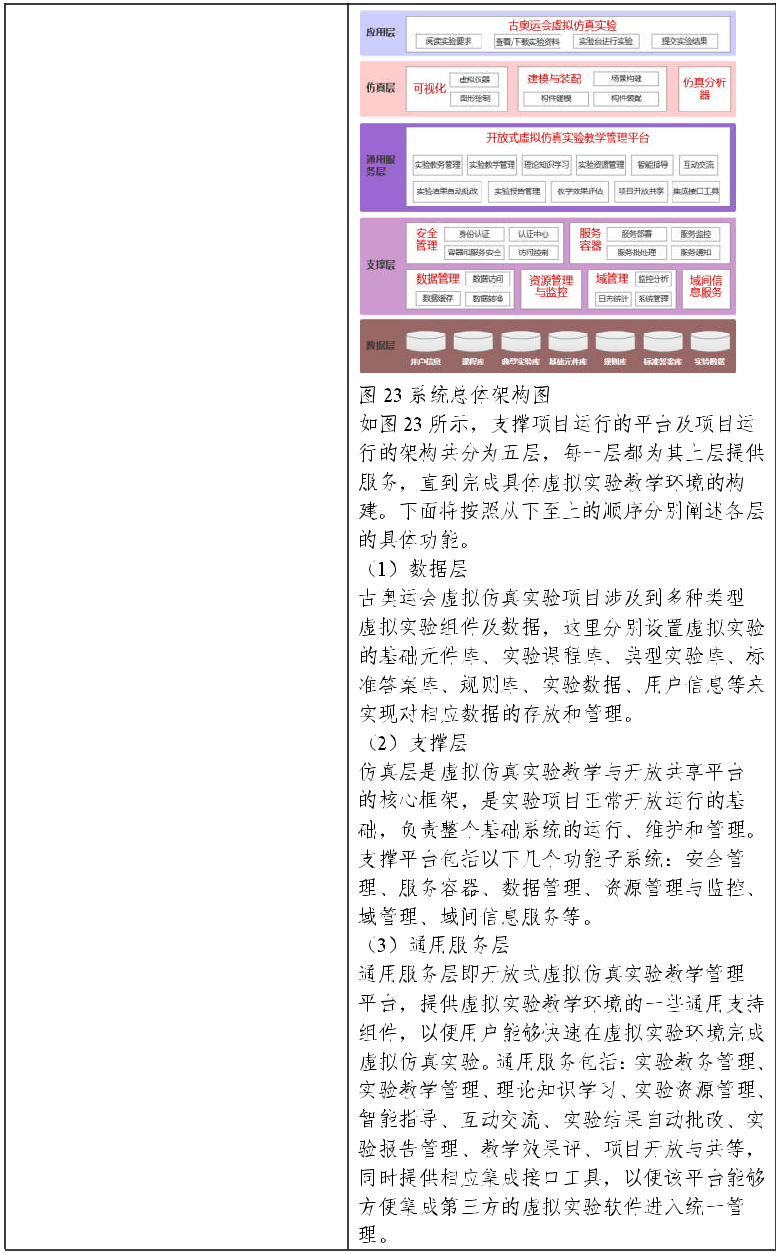 应用层
古奥运会虚拟仿真实验
阅读实验要求 查看/下载实验资料 实验台进行实验 提交实验结果
仿真层
可视化
虚拟仪器
图形绘制
建模与装配
场景构建
构件建模 构件装配
仿真分析
器
通用服
务层
开放式虚拟仿真实验教学管理平台
实验教务管理 实验教学管理 理论知识学习 实验资源管理 智能指导 互动交流
实验结果自动批改 实验报告管理 教学效果评估 项目开放共享 集成接口工具
支撑层
安全
管理
身份认证 认证中心
容器和服务安全 访问控制
服务
容器
服务部署 服务监控
服务批处理 服务通知
数据管理 数据访问
数据缓存 数据转换
资源管理
与监控
域管理 监控分析
日志统计 系统管理
域间信
息服务
数据层
用户信息 课程库 典型实验库 基础元件库 规则库 标准答案库 实验数据
图 23 系统总体架构图
如图 23 所示，支撑项目运行的平台及项目运
行的架构共分为五层，每一层都为其上层提供
服务，直到完成具体虚拟实验教学环境的构
建。下面将按照从下至上的顺序分别阐述各层
的具体功能。
（1）数据层
古奥运会虚拟仿真实验项目涉及到多种类型
虚拟实验组件及数据，这里分别设置虚拟实验
的基础元件库、实验课程库、典型实验库、标
准答案库、规则库、实验数据、用户信息等来
实现对相应数据的存放和管理。
（2）支撑层
仿真层是虚拟仿真实验教学与开放共享平台
的核心框架，是实验项目正常开放运行的基
础，负责整个基础系统的运行、维护和管理。
支撑平台包括以下几个功能子系统：安全管
理、服务容器、数据管理、资源管理与监控、
域管理、域间信息服务等。
（3）通用服务层
通用服务层即开放式虚拟仿真实验教学管理
平台，提供虚拟实验教学环境的一些通用支持
组件，以便用户能够快速在虚拟实验环境完成
虚拟仿真实验。通用服务包括：实验教务管理、
实验教学管理、理论知识学习、实验资源管理、
智能指导、互动交流、实验结果自动批改、实
验报告管理、教学效果评、项目开放与共等，
同时提供相应集成接口工具，以便该平台能够
方便集成第三方的虚拟实验软件进入统一管
理。